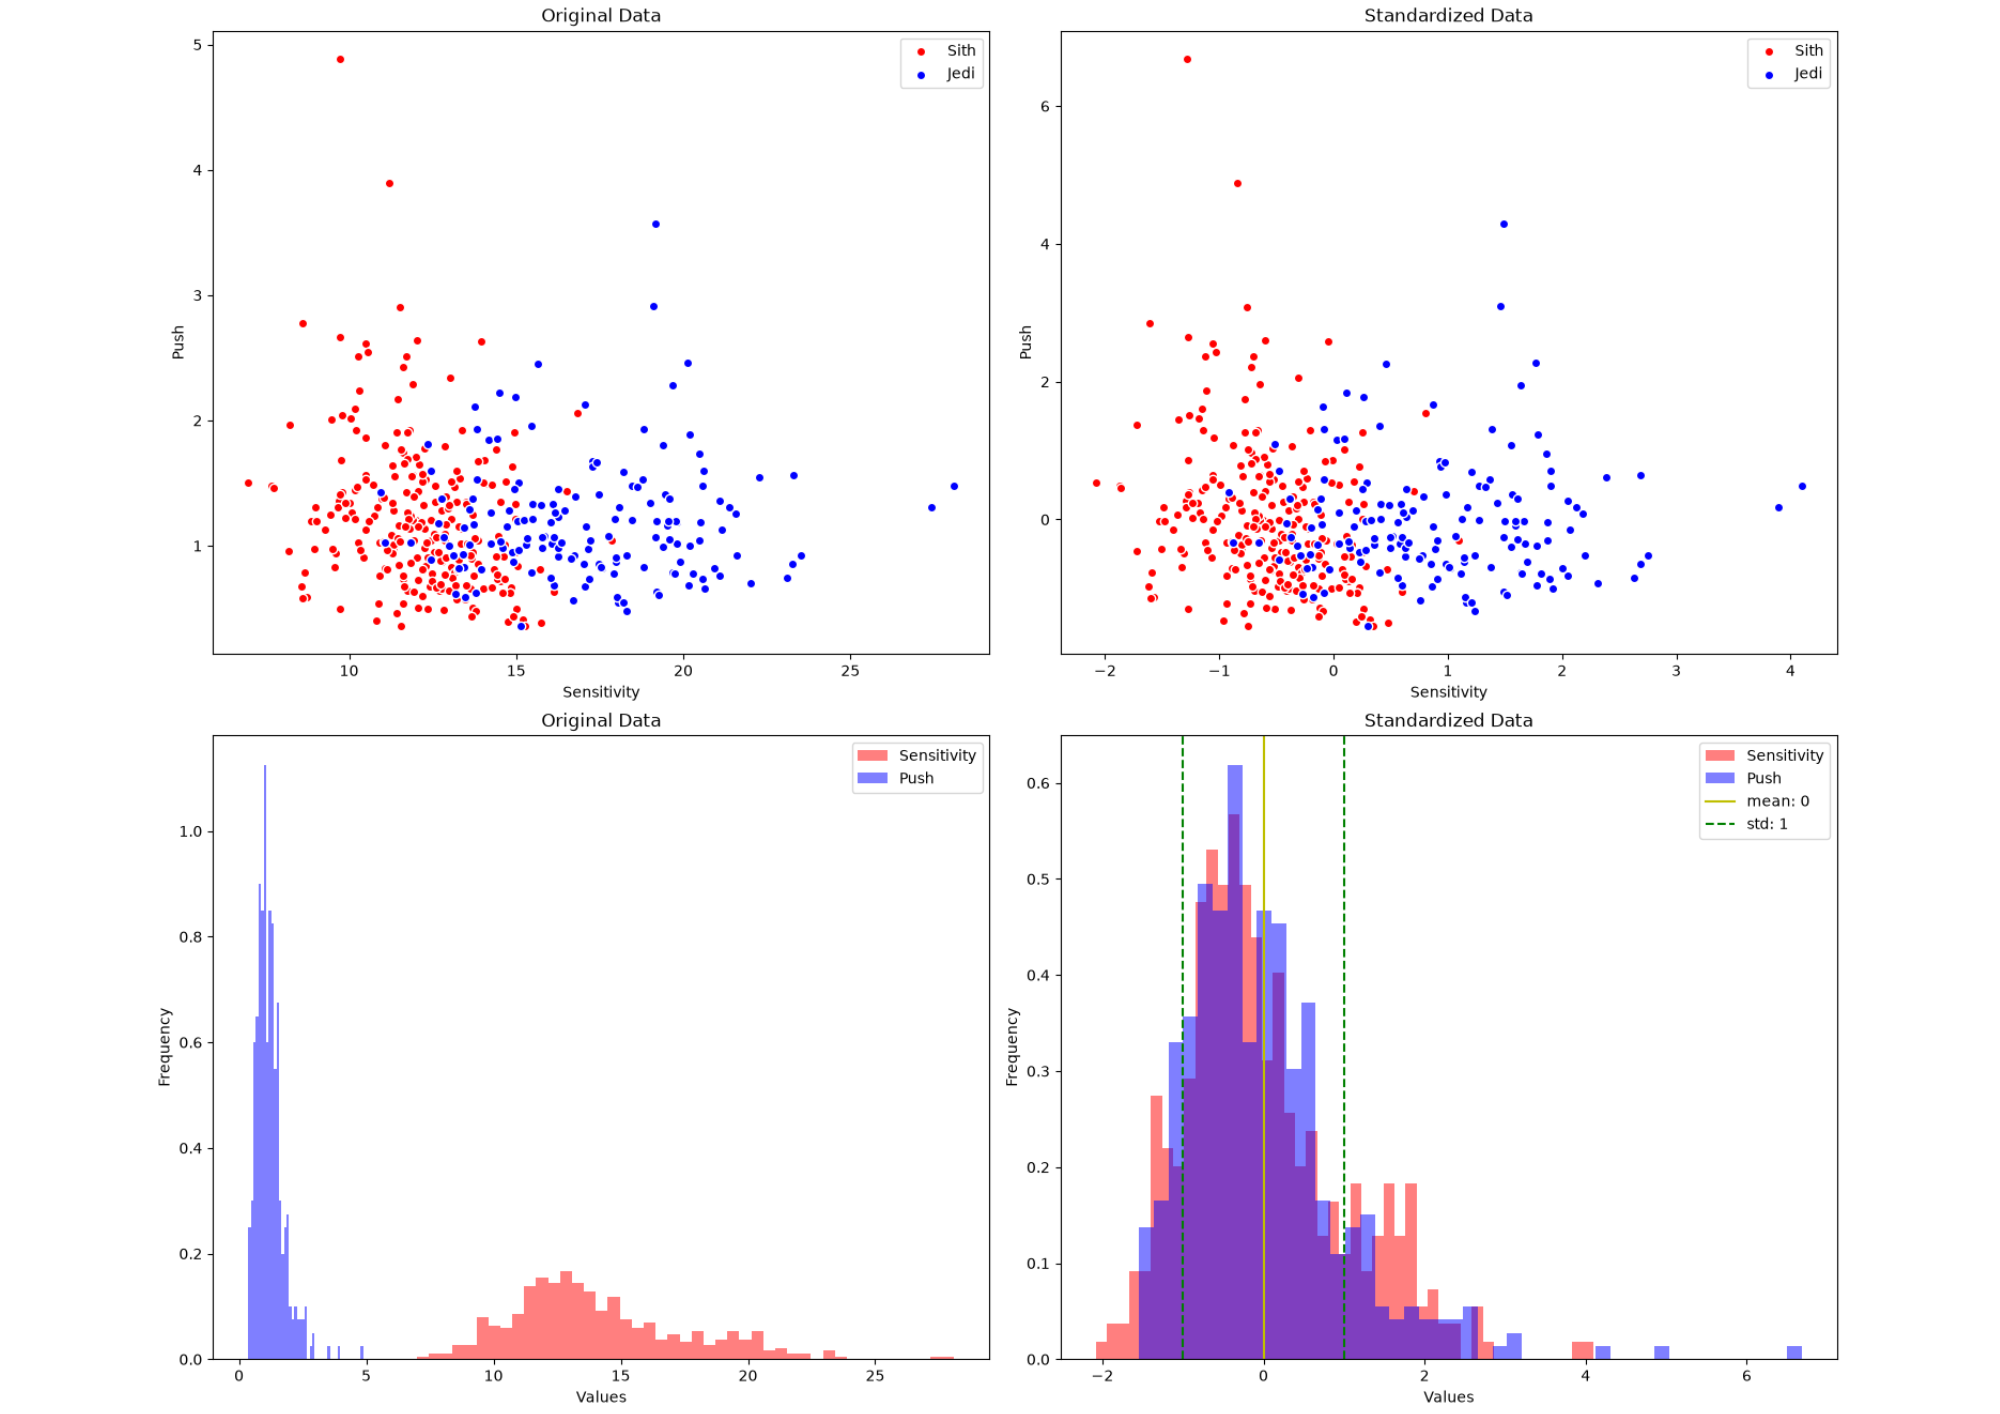 Original Data
5
4
3
2
1
Push
10
15
20
25
Sensitivity
Sith
Jedi
Standardized Data
6
4
2
0
Push
−2
−1
0
1
2
3
4
Sensitivity
Sith
Jedi
Original Data
1.0
0.8
0.6
0.4
0.2
0.0
Frequency
0
5
10
15
20
25
Values
Sensitivity
Push
Standardized Data
0.6
0.5
0.4
0.3
0.2
0.1
0.0
Frequency
−2
0
2
4
6
Values
Sensitivity
Push
mean: 0
std: 1